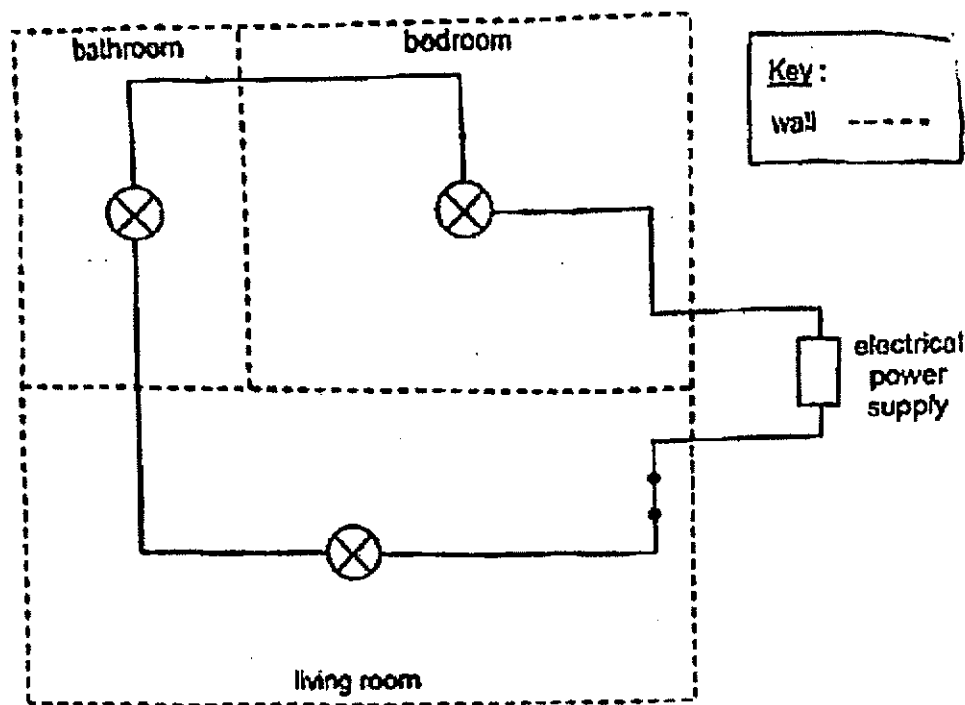 bathroom
bedroom
Key :
wall
electrical
power
supply
living room